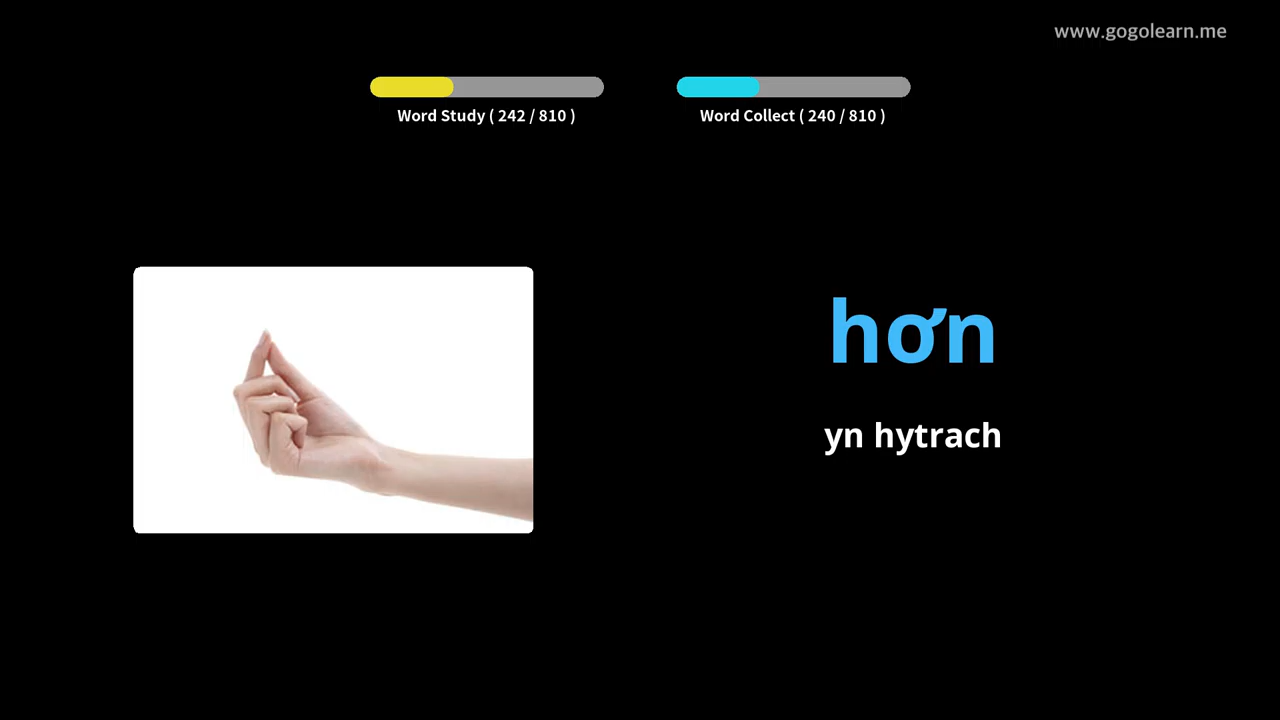 www.gogolearn.me
Word Study ( 242 / 810 )
Word Collect ( 240 / 810 )
hơn
yn hytrach